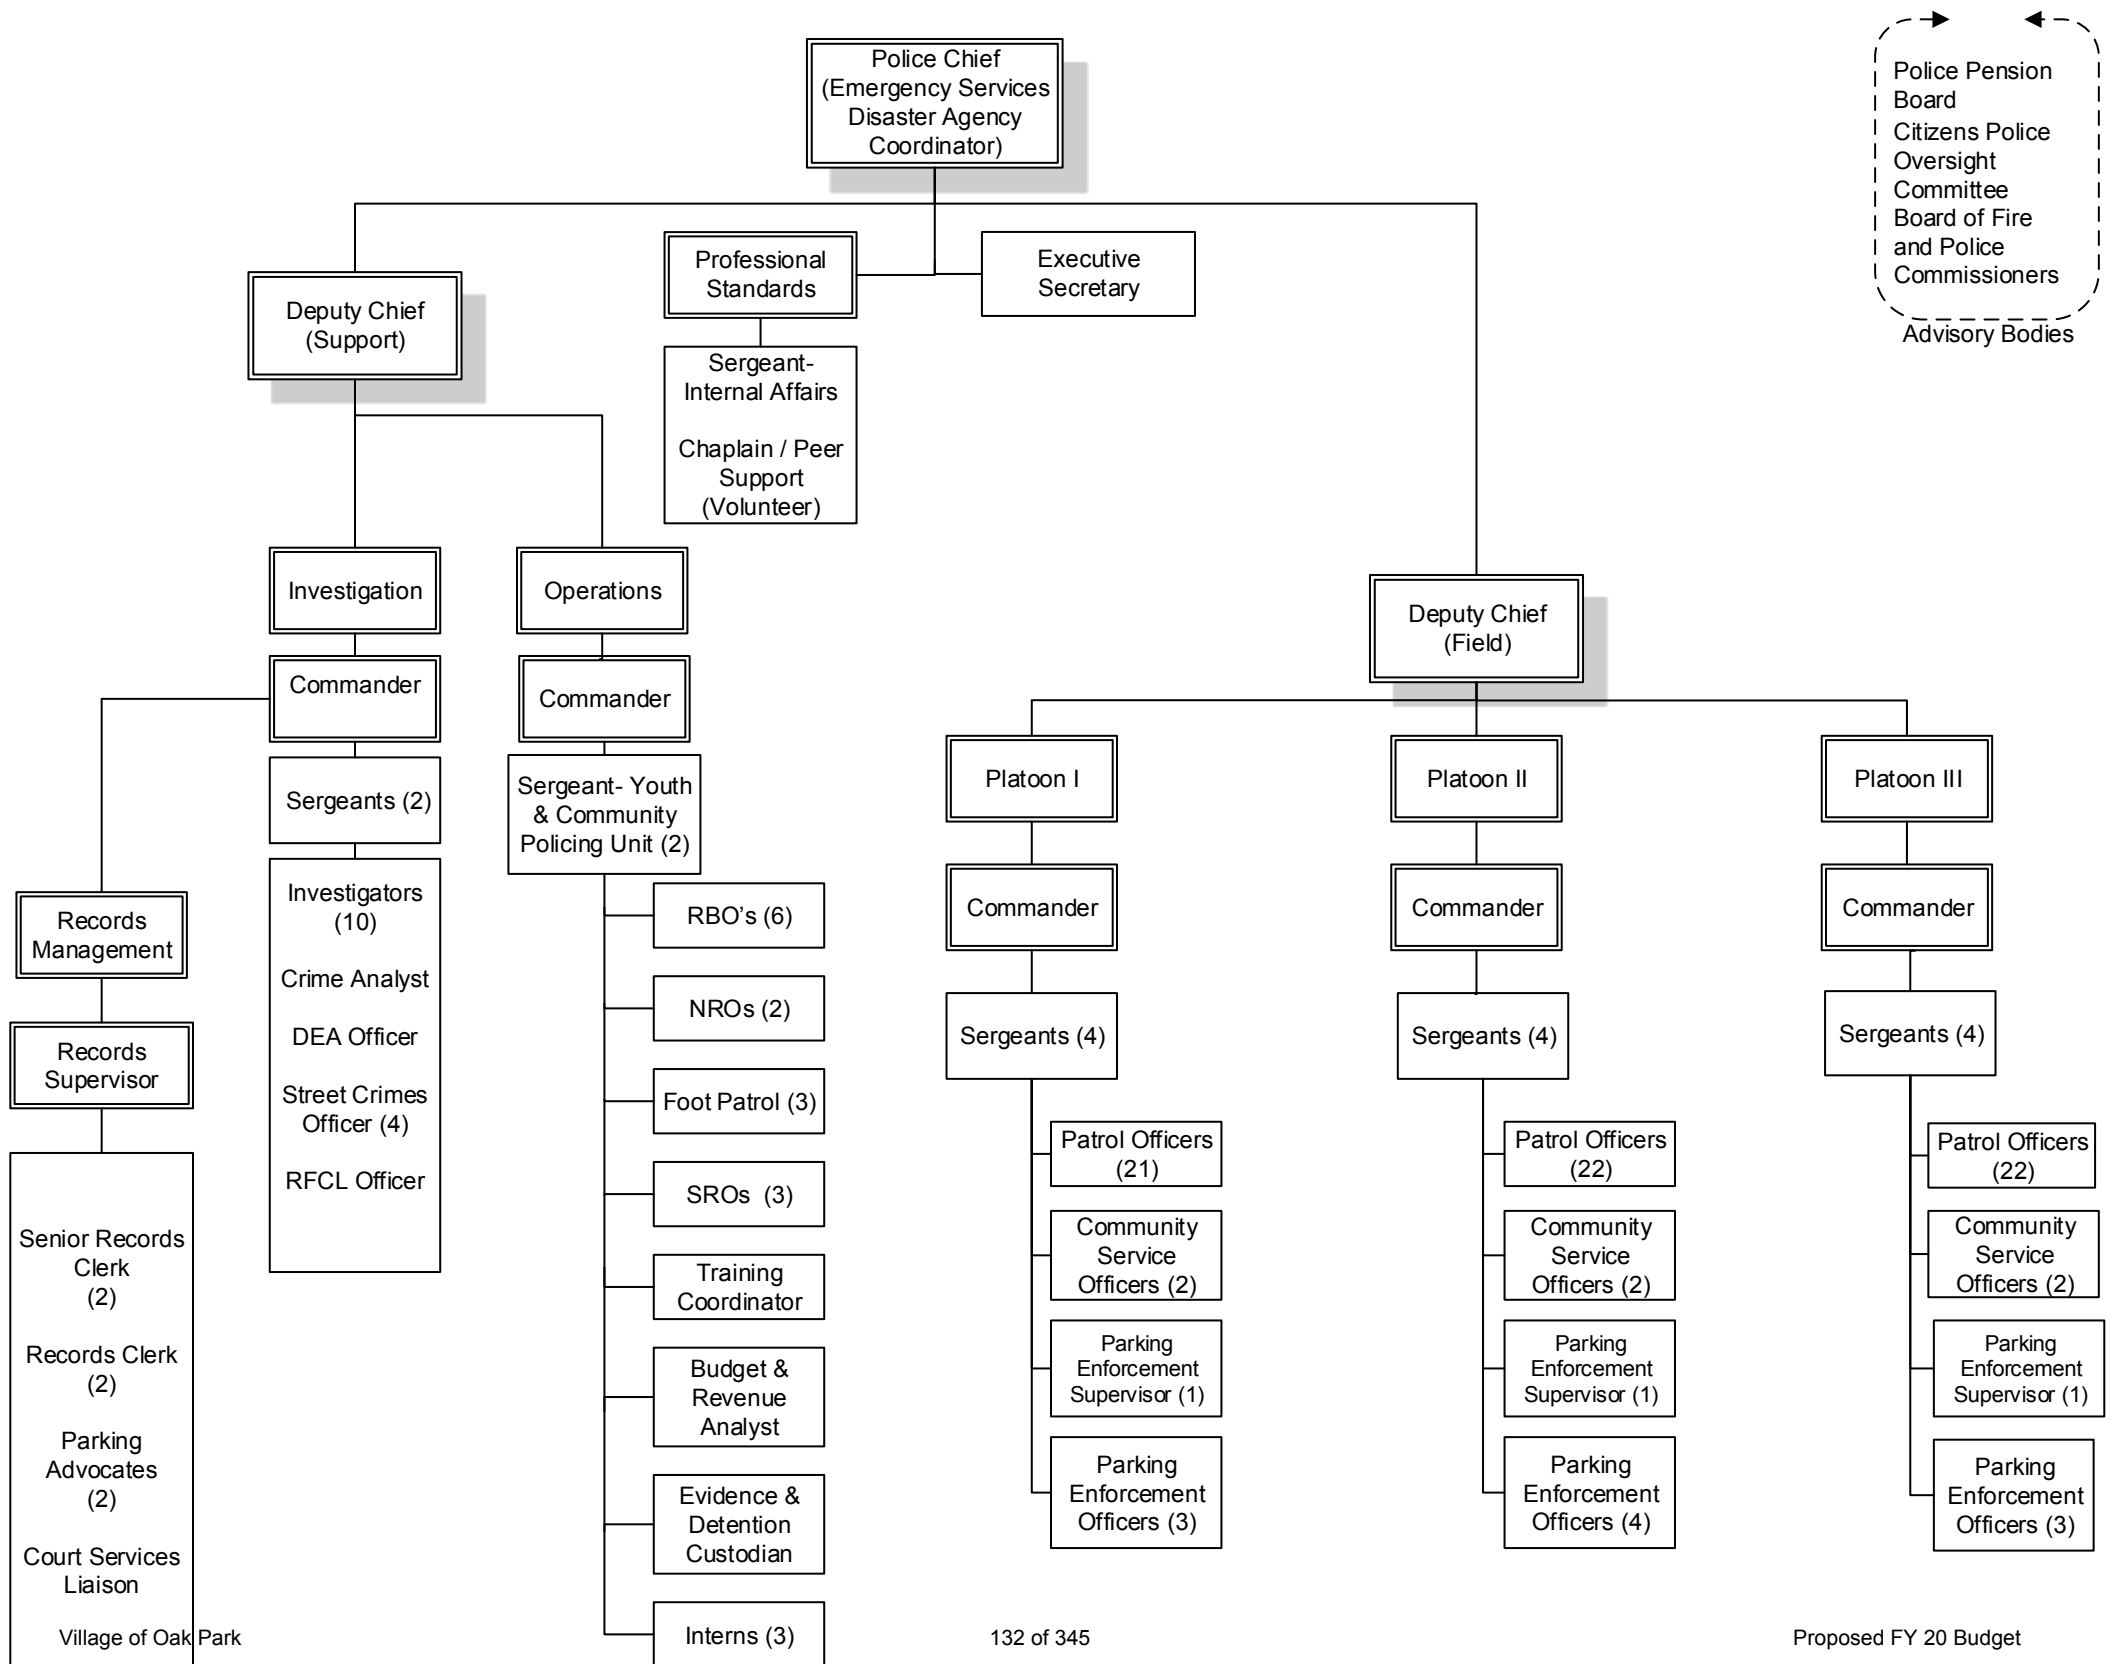 Police Chief
(Emergency Services
Disaster Agency
Coordinator)
Police Pension
Board
Citizens Police
Oversight
Committee
Board of Fire
and Police
Commissioners
Advisory Bodies
Professional
Standards
Executive
Secretary
Sergeant-
Internal Affairs
Chaplain / Peer
Support
(Volunteer)
Deputy Chief
(Support)
Investigation
Commander
Sergeants (2)
Investigators
(10)
Crime Analyst
DEA Officer
Street Crimes
Officer (4)
RFCL Officer
Records
Management
Records
Supervisor
Senior Records
Clerk
(2)
Records Clerk
(2)
Parking
Advocates
(2)
Court Services
Liaison
Operations
Commander
Sergeant- Youth
& Community
Policing Unit (2)
RBO’s (6)
NROs (2)
Foot Patrol (3)
SROs  (3)
Training
Coordinator
Budget &
Revenue
Analyst
Evidence &
Detention
Custodian
Interns (3)
Deputy Chief
(Field)
Platoon I
Commander
Sergeants (4)
Patrol Officers
(21)
Community
Service
Officers (2)
Parking
Enforcement
Supervisor (1)
Parking
Enforcement
Officers (3)
Platoon II
Commander
Sergeants (4)
Patrol Officers
(22)
Community
Service
Officers (2)
Parking
Enforcement
Supervisor (1)
Parking
Enforcement
Officers (4)
Platoon III
Commander
Sergeants (4)
Patrol Officers
(22)
Community
Service
Officers (2)
Parking
Enforcement
Supervisor (1)
Parking
Enforcement
Officers (3)
Village of Oak Park
132 of 345
Proposed FY 20 Budget